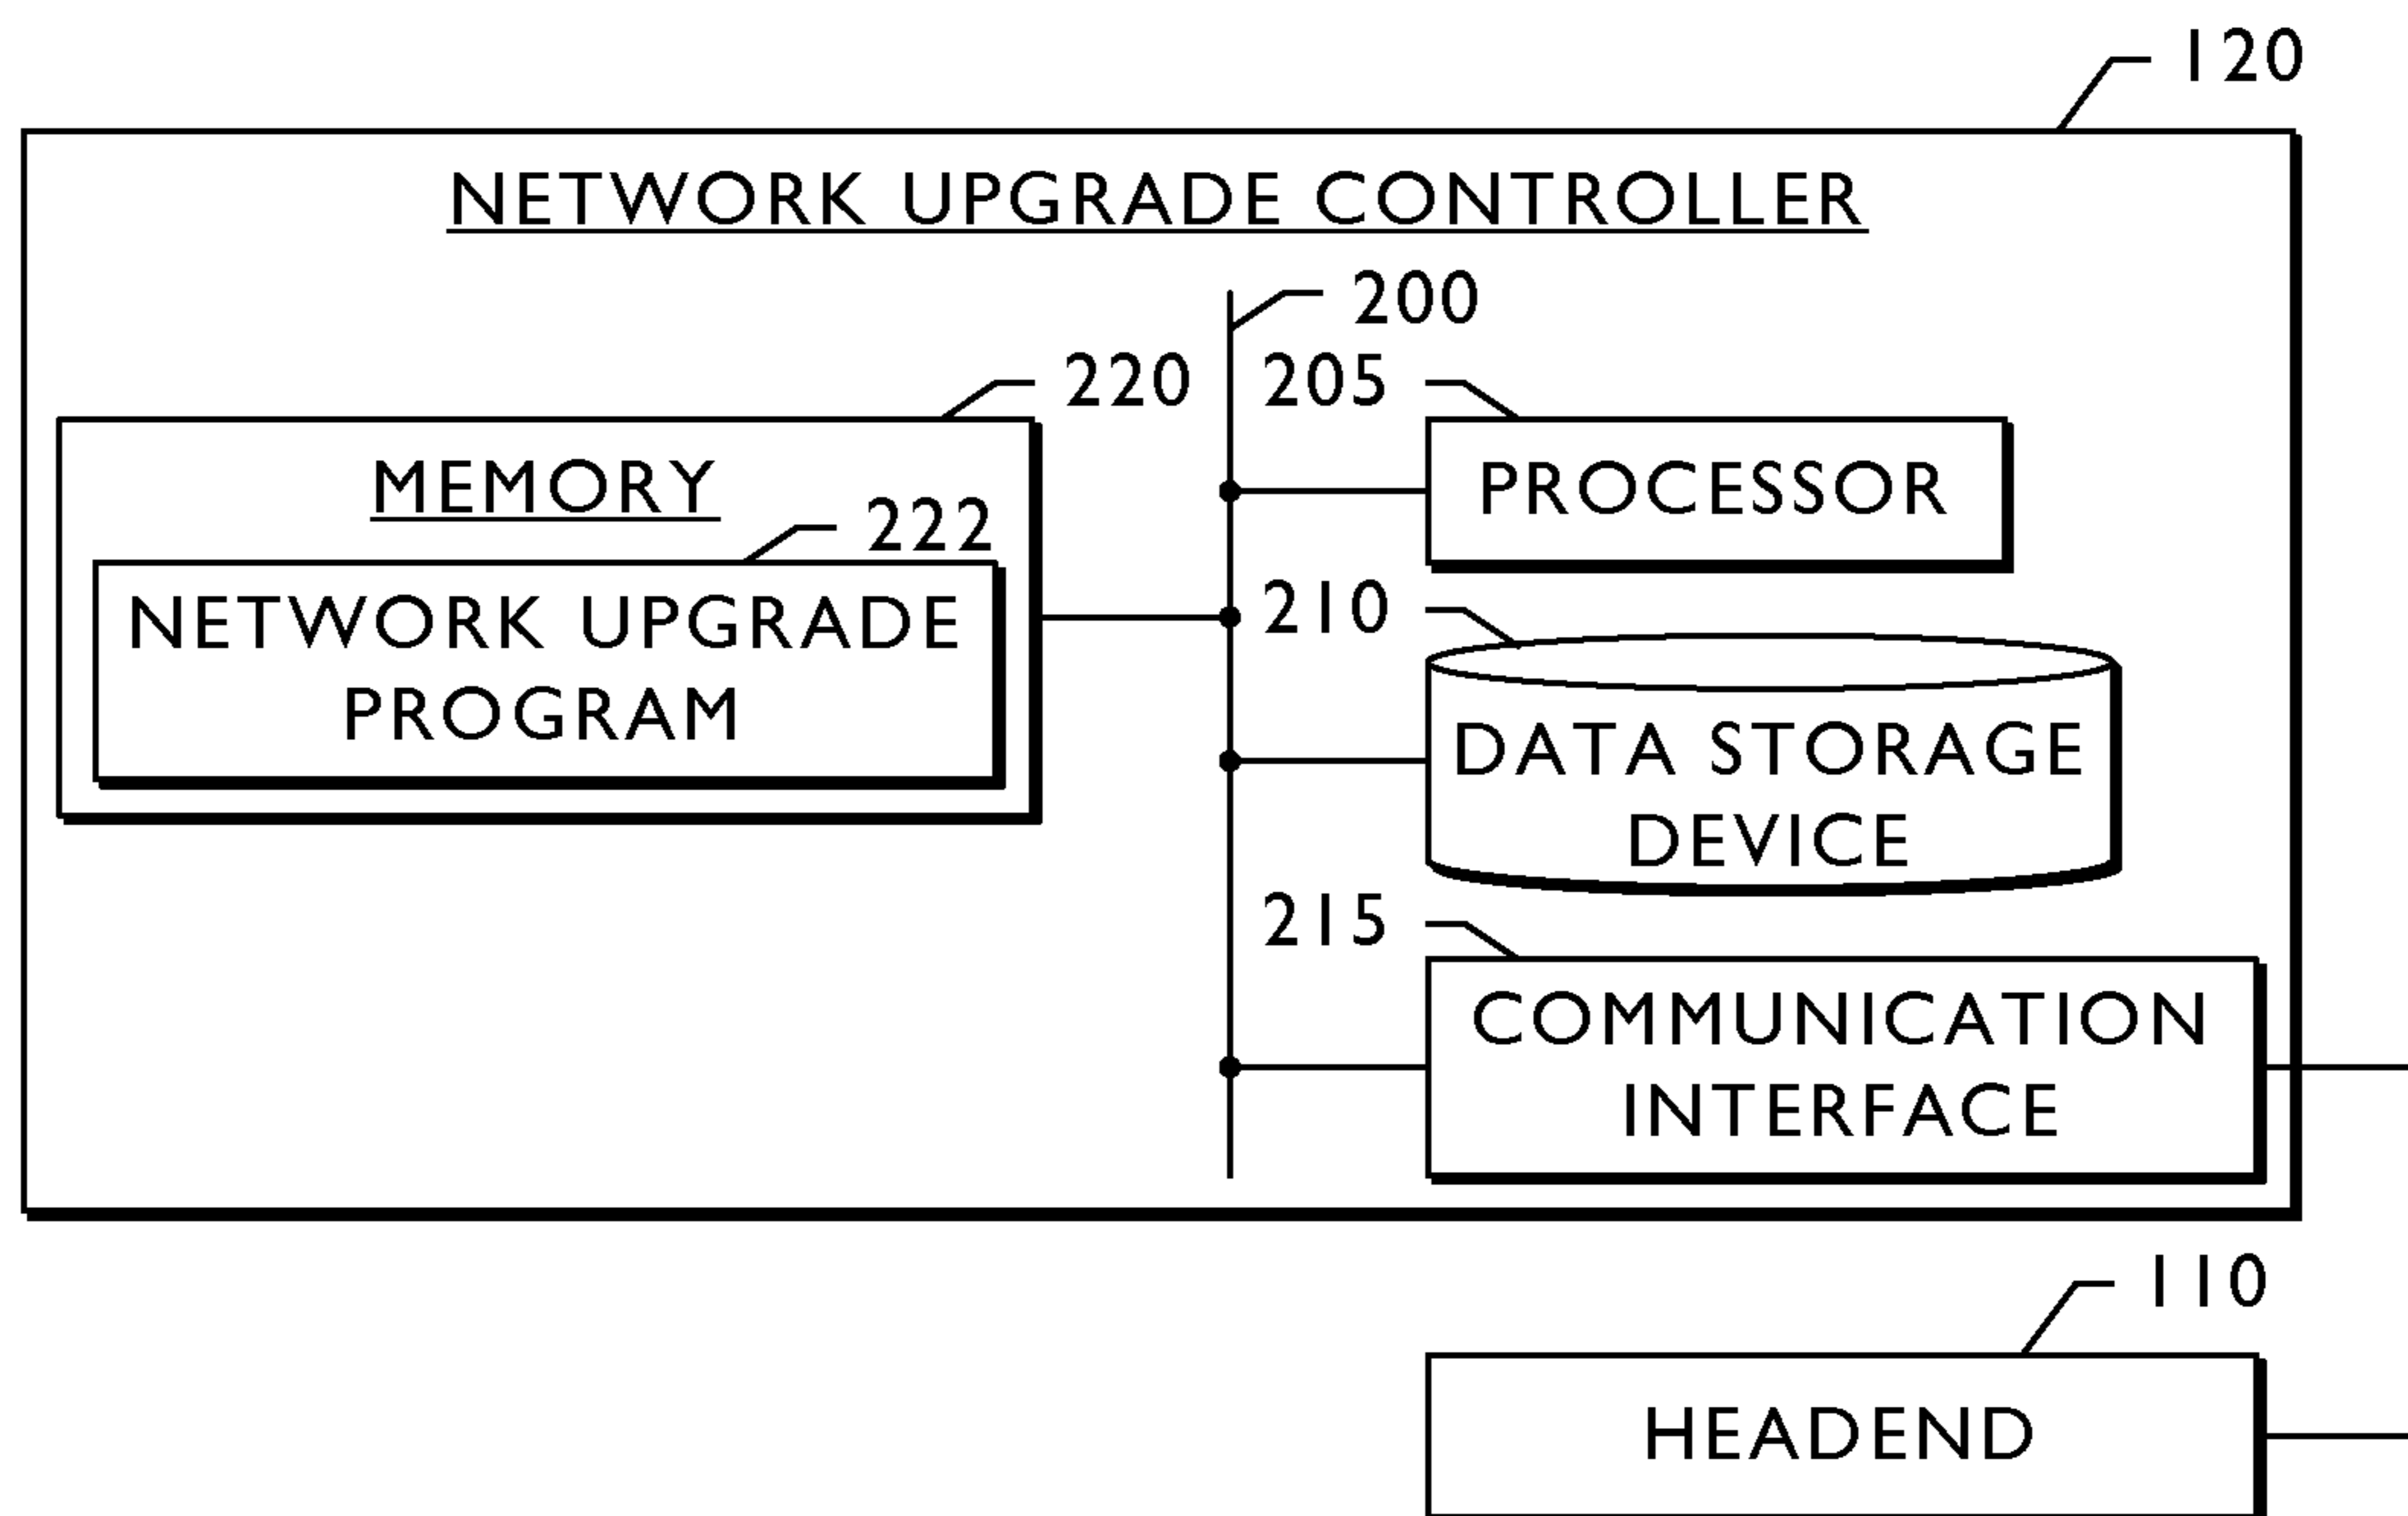 120
NETWORK UPGRADE CONTROLLER
200
220
205
MEMORY
222
PROCESSOR
NETWORK UPGRADE
PROGRAM
210
DATA STORAGE
DEVICE
215
COMMUNICATION
INTERFACE
110
HEADEND